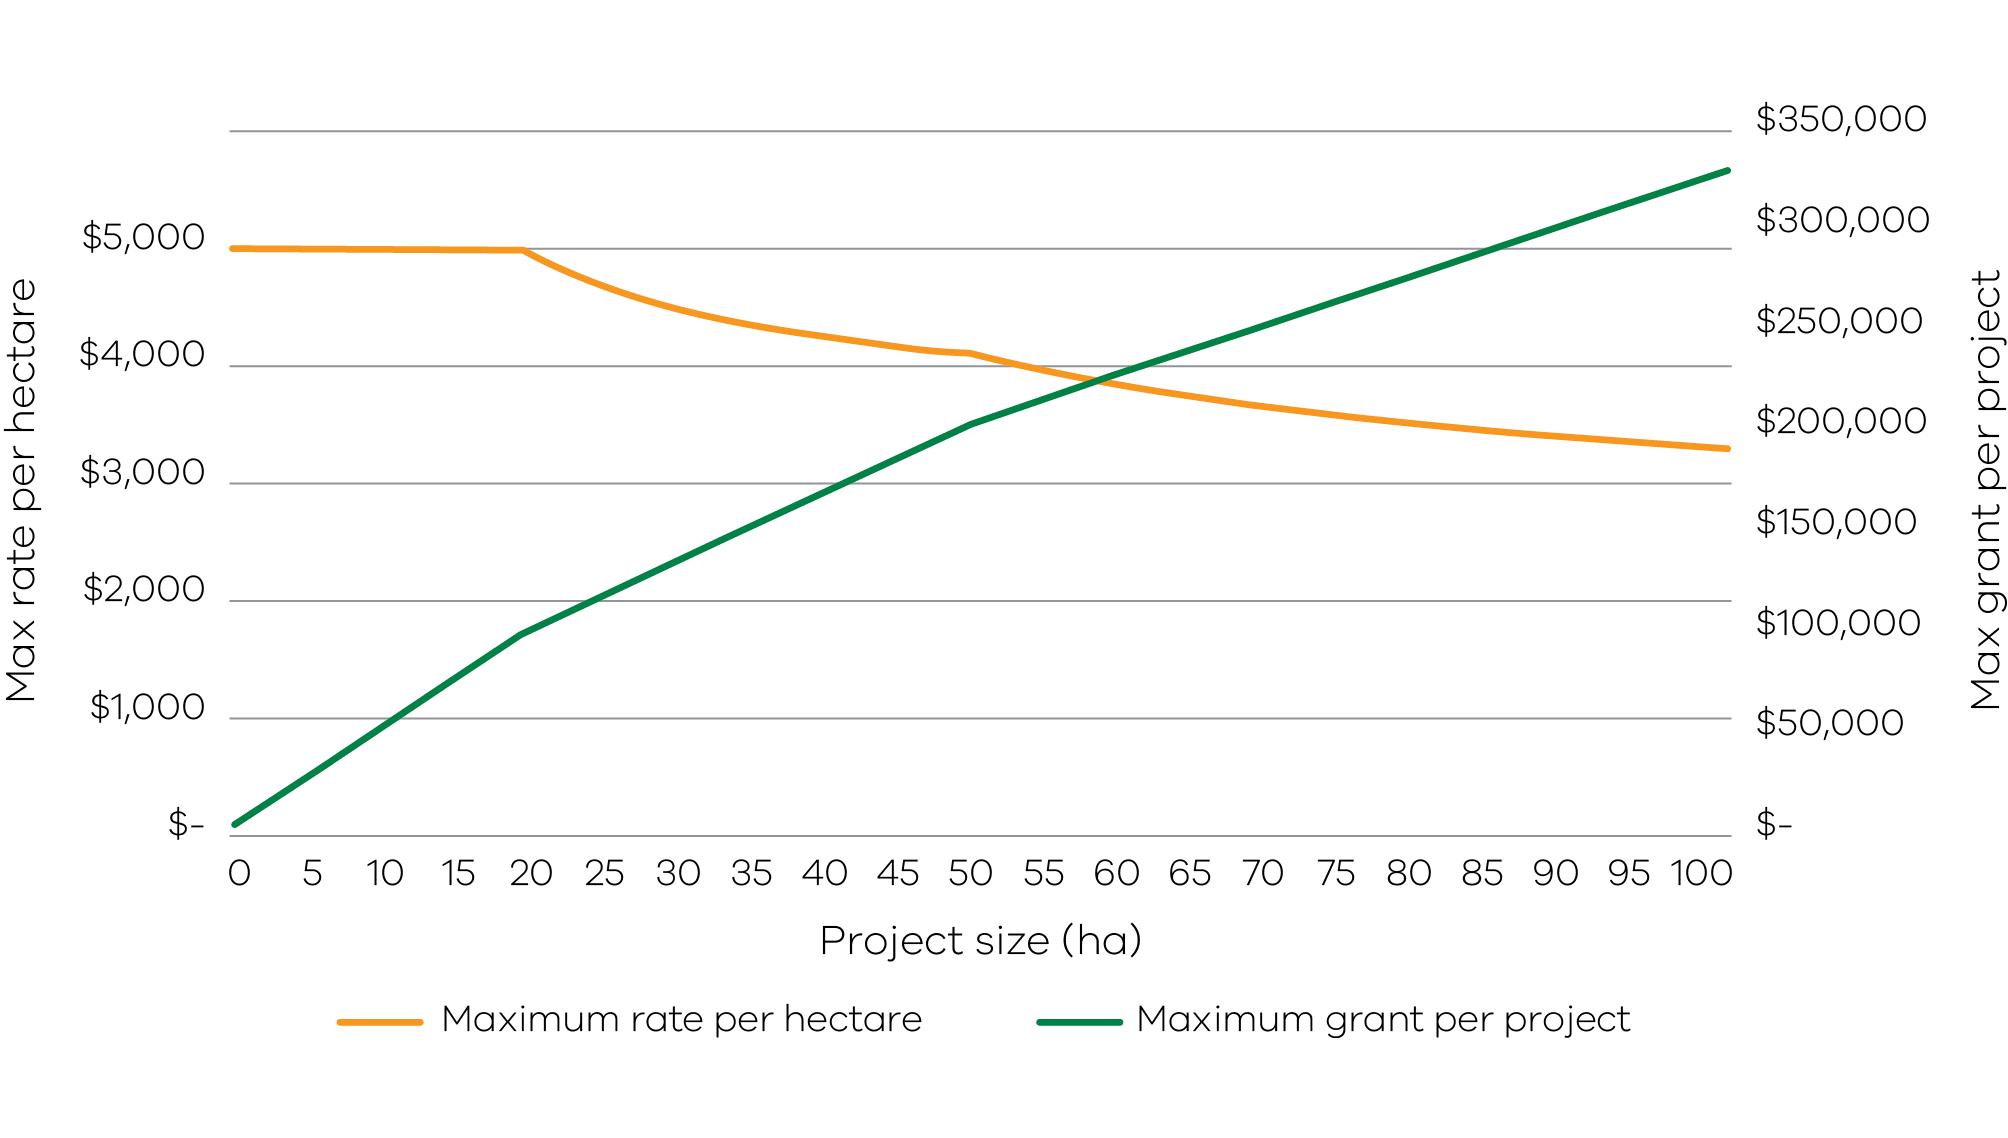 Max rate per hectare
$5,000
$4,000
$3,000
$2,000
$1,000
$-
$350,000
$300,000
$250,000
$200,000
$150,000
$100,000
$50,000
$-
Max grant per project
0 5 10 15 20 25 30 35 40 45 50 55 60 65 70 75 80 85 90 95 100
Project size (ha)
Maximum rate per hectare Maximum grant per project